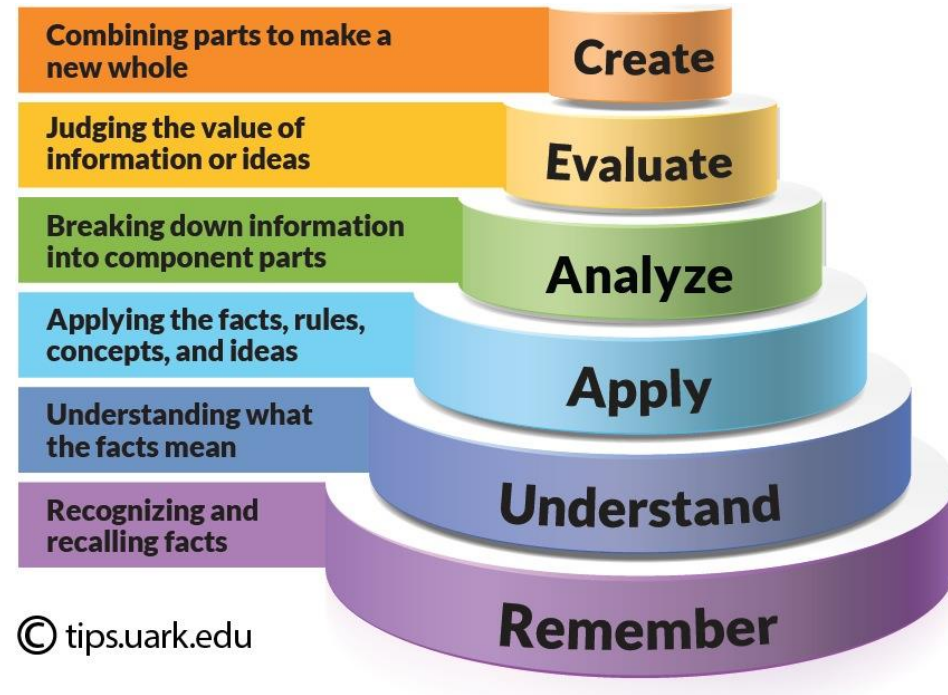 Combining parts to make a
new whole
Create
Judging the value of
information or ideas
Evaluate
Breaking down information
into component parts
Analyze
Applying the facts, rules,
concepts, and ideas
Apply
Understanding what
the facts mean
Understand
Recognizing and
recalling facts
Remember
© tips.uark.edu